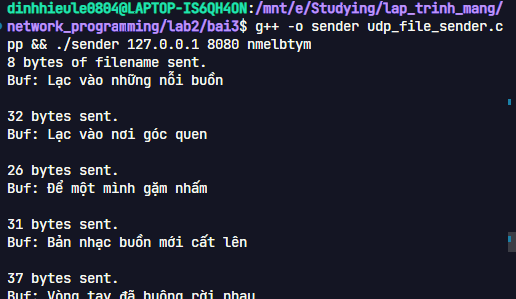 dinhhieule0804@LAPTOP-IS6QH4ON:/mnt/e/Studying/lap_trinh_mang/
network_programming/lab2/bai3$ g++ -o sender udp_file_sender.c
pp && ./sender 127.0.0.1 8080 nmelbtym
8 bytes of filename sent.
Buf: Lạc vào những nỗi buồn
32 bytes sent.
Buf: Lạc vào nơi góc quen
26 bytes sent.
Buf: Để một mình gặm nhấm
31 bytes sent.
Buf: Bản nhạc buồn mới cất lên
37 bytes sent.
Buf: Vòng tay đã buông rời nhau